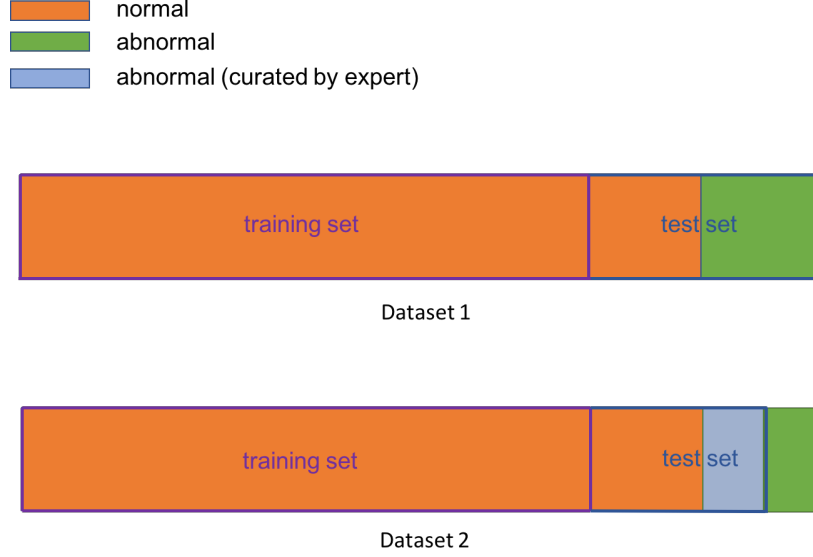 normal
abnormal
abnormal (curated by expert)
training set
test set
Dataset 1
training set
test set
Dataset 2